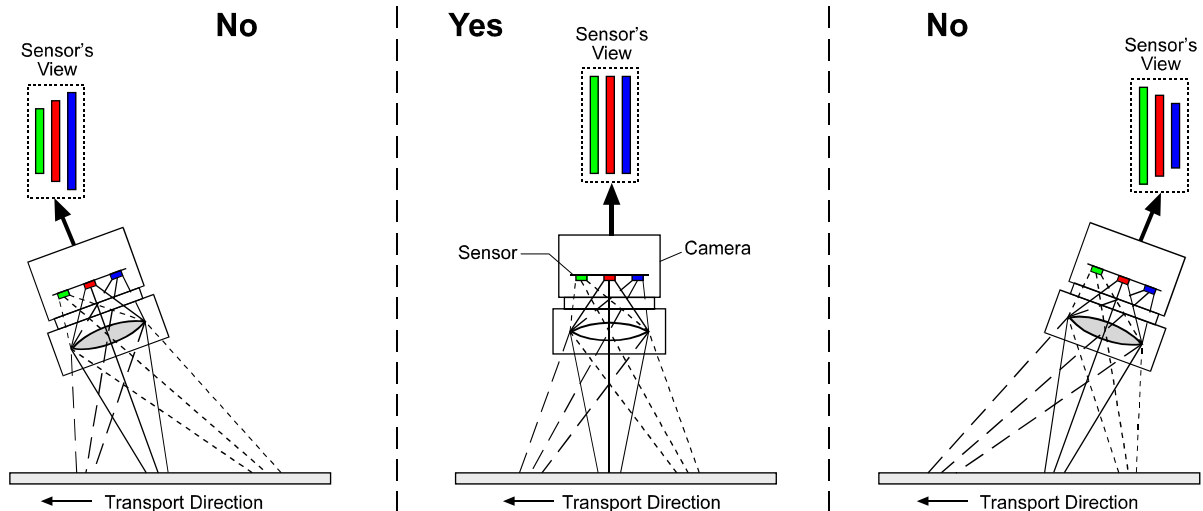 No
Sensor's
View
Transport Direction
Yes
Sensor's
View
Sensor
Camera
Transport Direction
No
Sensor's
View
Transport Direction